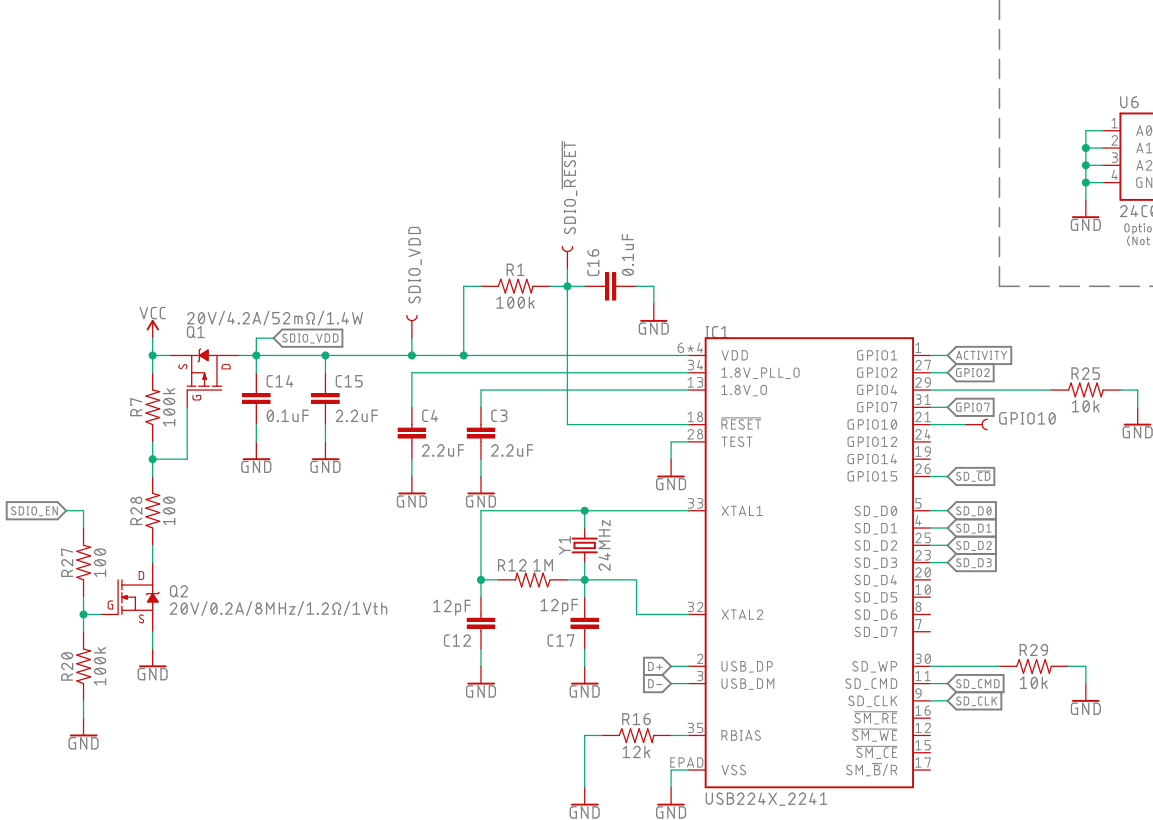 U6
1 A0
2 A1
3 A2
4 GN
GND
24C
Optio
(Not
SDIO_RESET
SDIO_VDD
C16
0.1uF
GND
R1
100k
VCC
20V/4.2A/52mΩ/1.4W
Q1
SDIO_VDD
S
D
G
R7
100k
C14
0.1uF
GND
C15
2.2uF
GND
C4
2.2uF
GND
C3
2.2uF
GND
SDIO_EN
R28
100
R27
100
D
G
S
Q2
20V/0.2A/8MHz/1.2Ω/1Vth
GND
R20
100k
GND
GND
Y1
24MHz
R12 1M
12pF
C12
GND
12pF
C17
GND
D+
D-
R16
12k
GND
GND
IC1
6*4 VDD
34 1.8V_PLL_O
13 1.8V_O
18 RESET
28 TEST
33 XTAL1
32 XTAL2
2 USB_DP
3 USB_DM
35 RBIAS
EPAD VSS
GPIO1 1 ACTIVITY
GPIO2 27 GPIO2
GPIO4 29
GPIO7 31 GPIO7
GPIO10 21 GPIO10
GPIO12 24
GPIO14 19
GPIO15 26 SD_CD
SD_D0 5 SD_D0
SD_D1 4 SD_D1
SD_D2 25 SD_D2
SD_D3 23 SD_D3
SD_D4 20
SD_D5 10
SD_D6 8
SD_D7 7
SD_WP 30
SD_CMD 11 SD_CMD
SD_CLK 9 SD_CLK
SM_RE 16
SM_WE 12
SM_CE 15
SM_B/R 17
USB224X_2241
R25
10k
GND
R29
10k
GND